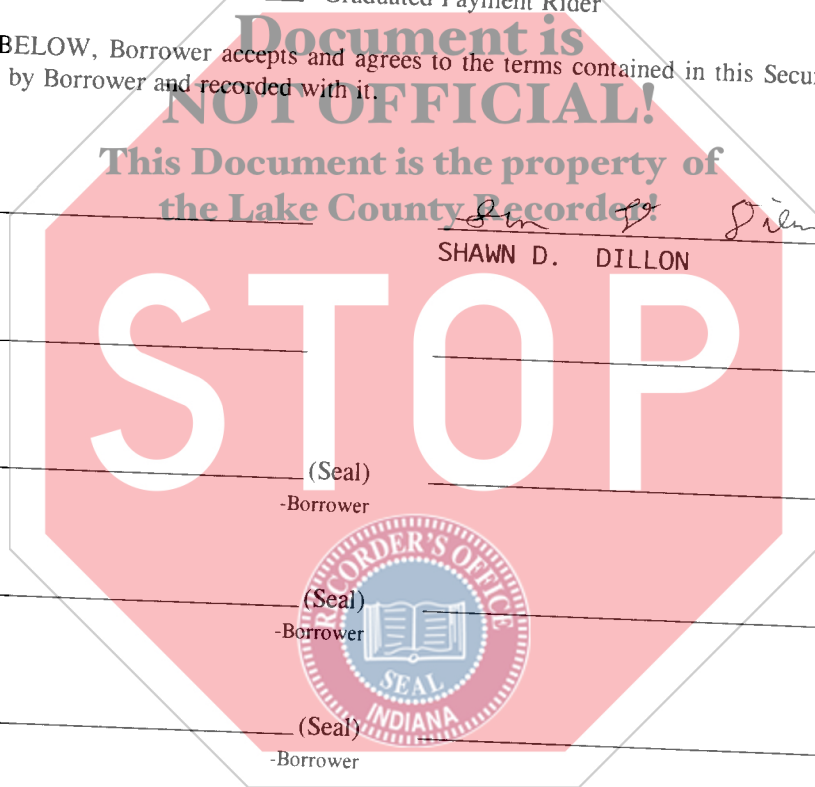 Graduated Payment Rider
Document is
BELOW, Borrower accepts and agrees to the terms contained in this Secu
by Borrower and recorded with it.
NOT OFFICIAL!
This Document is the property of
the Lake County Recorder!
SHAWN D. DILLON
STOP
(Seal)
-Borrower
RECORDER'S OFFICE
(Seal)
-Borrower
SEAL
INDIANA
(Seal)
-Borrower